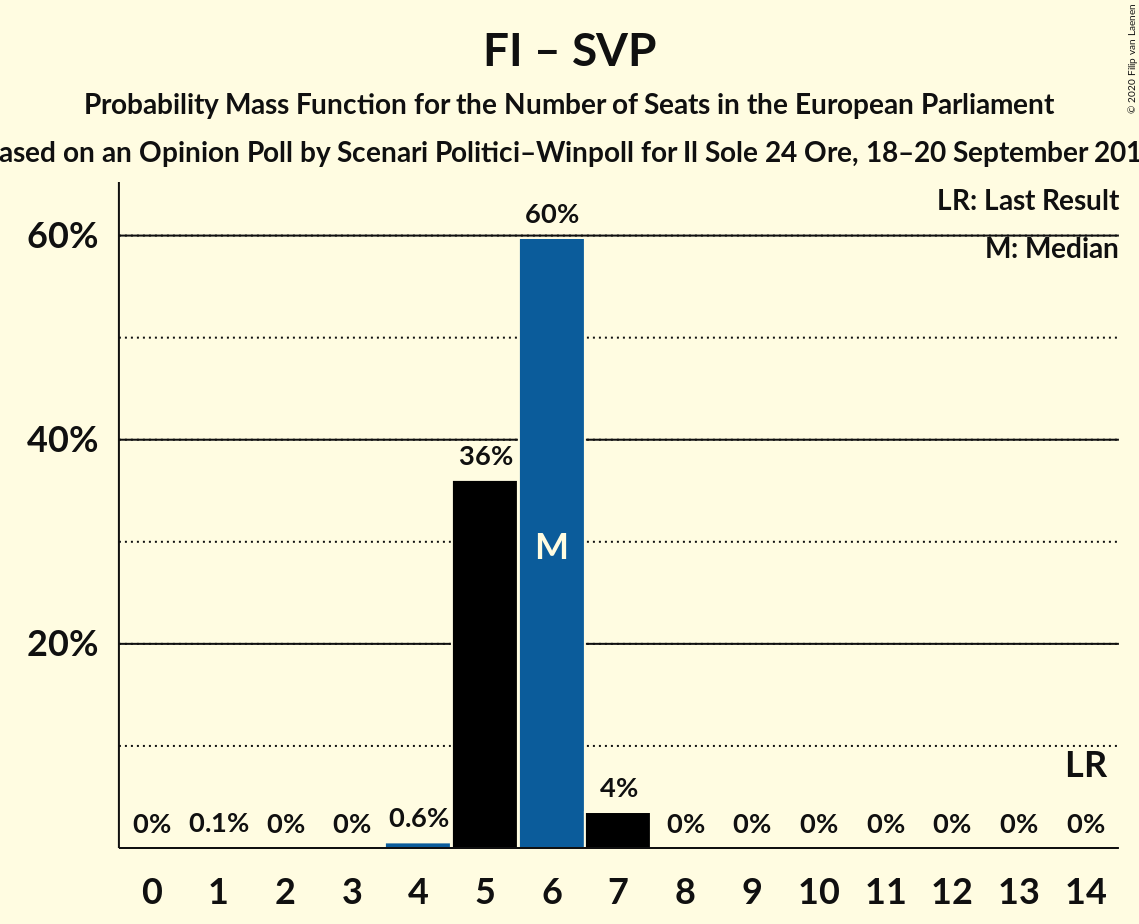 FI – SVP
Probability Mass Function for the Number of Seats in the European Parliament
ased on an Opinion Poll by Scenari Politici–Winpoll for Il Sole 24 Ore, 18–20 September 201
© 2020 Filip van Laenen
LR: Last Result
M: Median
60%
40%
20%
0% 0.1% 0% 0% 0.6% 36% 60% 4% 0% 0% 0% 0% 0% 0% 0%
M
LR
0 1 2 3 4 5 6 7 8 9 10 11 12 13 14